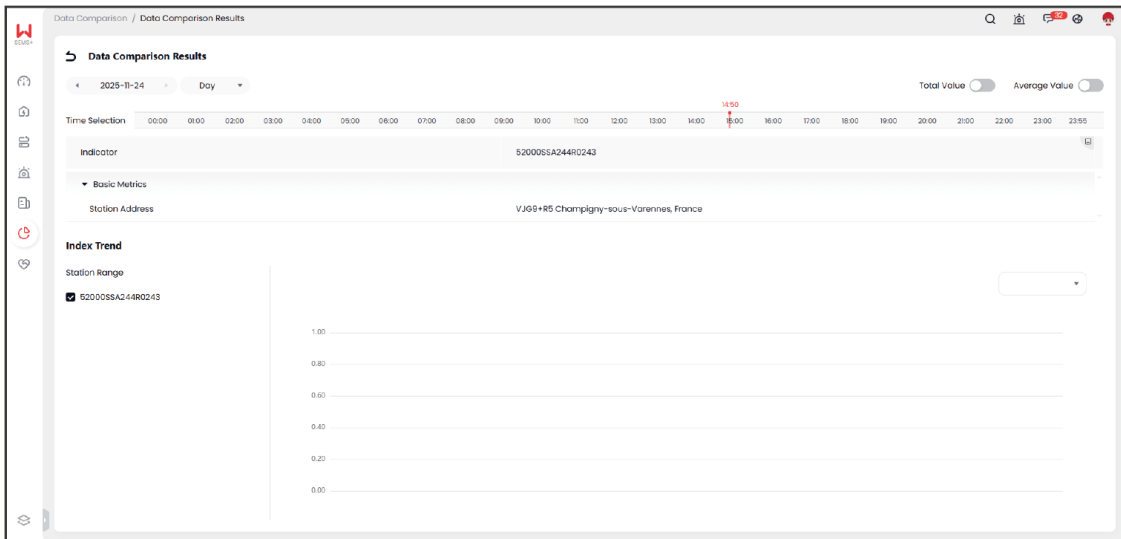 Data Comparison / Data Comparison Results
32
SEMS+
Data Comparison Results
2025-11-24 Day Total Value Average Value
14:50
Time Selection 00:00 01:00 02:00 03:00 04:00 05:00 06:00 07:00 08:00 09:00 10:00 11:00 12:00 13:00 14:00 15:00 16:00 17:00 18:00 19:00 20:00 21:00 22:00 23:00 23:55
Indicator 52000SSA244R0243
Basic Metrics
Station Address VJG9+R5 Champigny-sous-Varennes, France
Index Trend
Station Range
52000SSA244R0243
1.00
0.80
0.60
0.40
0.20
0.00